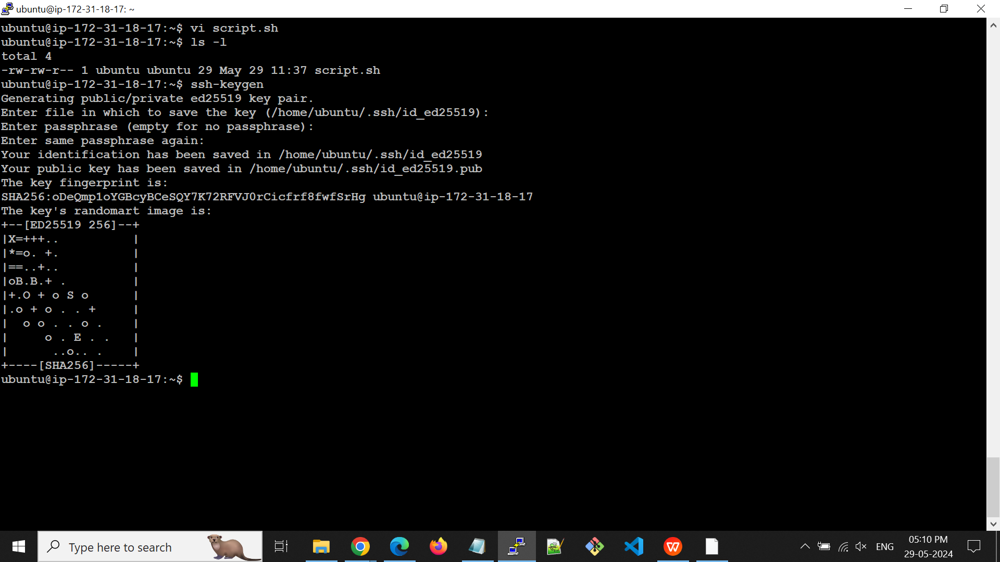 ubuntu@ip-172-31-18-17: ~
ubuntu@ip-172-31-18-17:~$ vi script.sh
ubuntu@ip-172-31-18-17:~$ ls -l
total 4
-rw-rw-r-- 1 ubuntu ubuntu 29 May 29 11:37 script.sh
ubuntu@ip-172-31-18-17:~$ ssh-keygen
Generating public/private ed25519 key pair.
Enter file in which to save the key (/home/ubuntu/.ssh/id_ed25519):
Enter passphrase (empty for no passphrase):
Enter same passphrase again:
Your identification has been saved in /home/ubuntu/.ssh/id_ed25519
Your public key has been saved in /home/ubuntu/.ssh/id_ed25519.pub
The key fingerprint is:
SHA256:oDeQmp1oYGBcyBCeSQY7K72RFVJ0rCicfrf8fwfSrHg ubuntu@ip-172-31-18-17
The key's randomart image is:
+--[ED25519 256]--+
|X=+++..          |
|*=o. +.          |
|==..+..          |
|oB.B.+ .         |
|+.O + o S o      |
|.o + o . . +     |
|  o o . . o .    |
|     o . E . .   |
|      ..o.. .    |
+----[SHA256]-----+
ubuntu@ip-172-31-18-17:~$
Type here to search
W
ENG
05:10 PM
29-05-2024